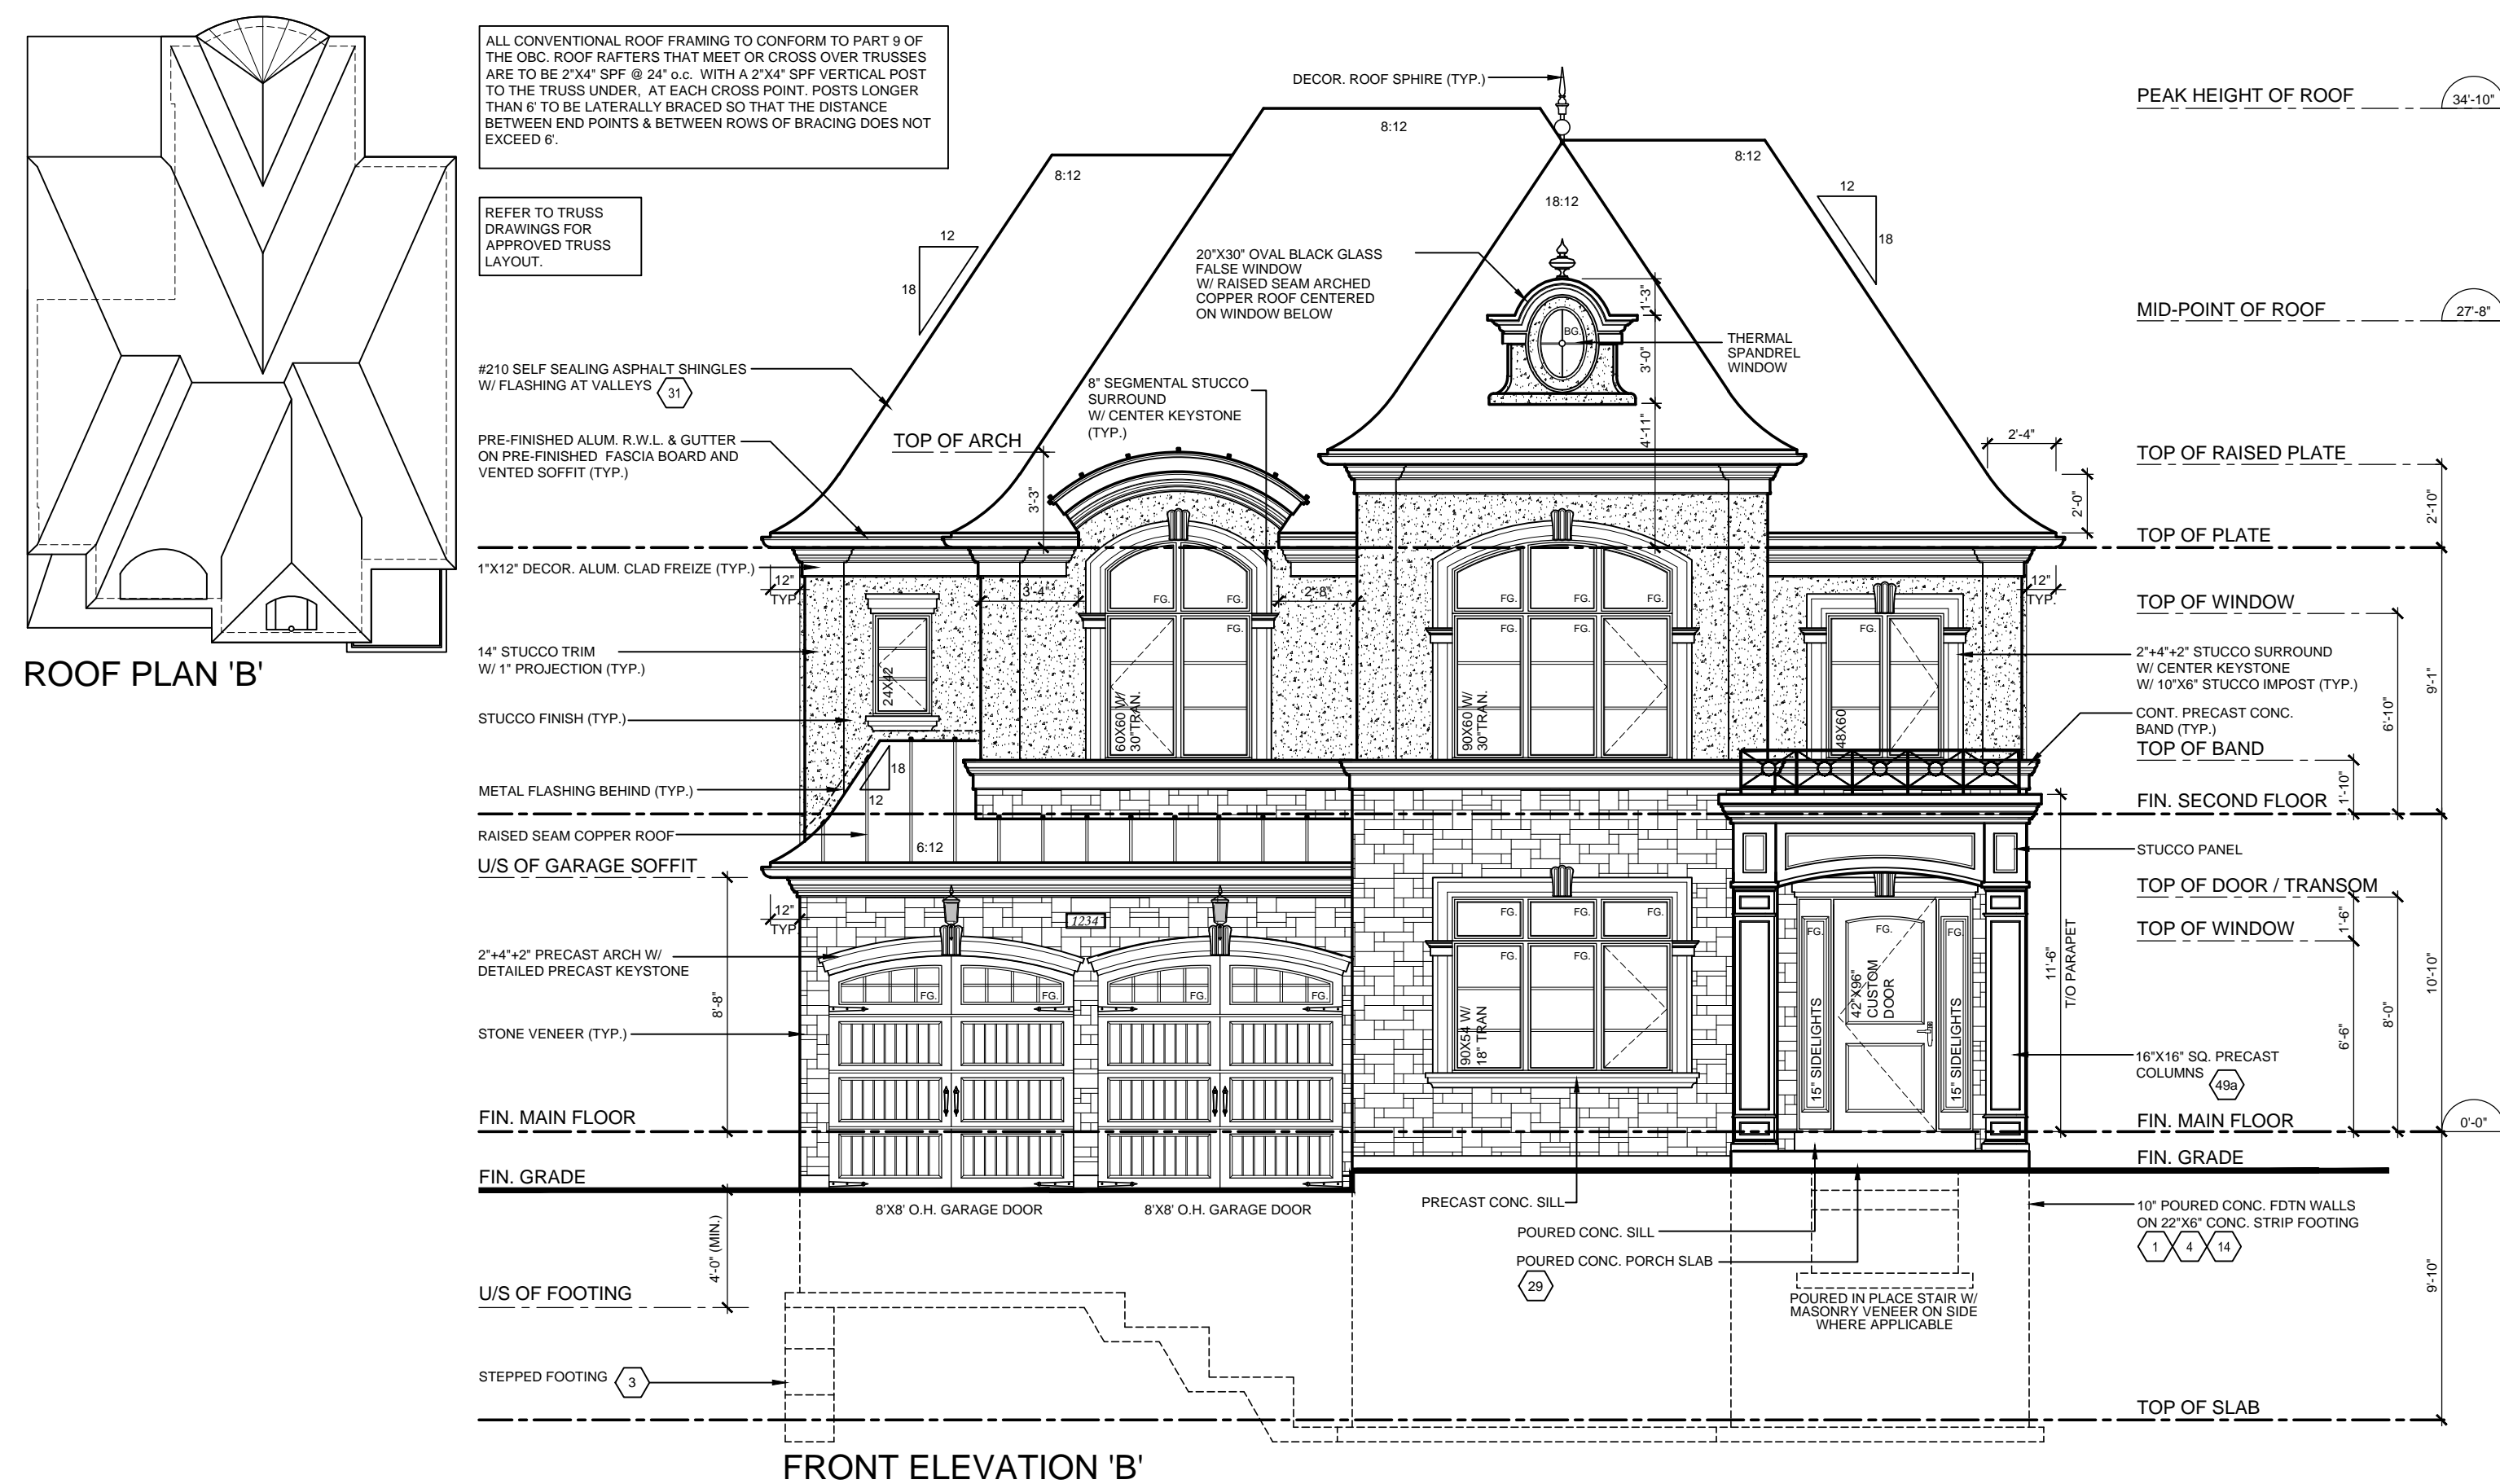 ROOF PLAN 'B'
ALL CONVENTIONAL ROOF FRAMING TO CONFORM TO PART 9 OF
THE OBC. ROOF RAFTERS THAT MEET OR CROSS OVER TRUSSES
ARE TO BE 2"X4" SPF @ 24" o.c. WITH A 2"X4" SPF VERTICAL POST
TO THE TRUSS UNDER, AT EACH CROSS POINT. POSTS LONGER
THAN 6' TO BE LATERALLY BRACED SO THAT THE DISTANCE
BETWEEN END POINTS & BETWEEN ROWS OF BRACING DOES NOT
EXCEED 6'.
REFER TO TRUSS
DRAWINGS FOR
APPROVED TRUSS
LAYOUT.
#210 SELF SEALING ASPHALT SHINGLES
W/ FLASHING AT VALLEYS 31
PRE-FINISHED ALUM. R.W.L. & GUTTER
ON PRE-FINISHED FASCIA BOARD AND
VENTED SOFFIT (TYP.)
1"X12" DECOR. ALUM. CLAD FREIZE (TYP.)
14" STUCCO TRIM
W/ 1" PROJECTION (TYP.)
STUCCO FINISH (TYP.)
METAL FLASHING BEHIND (TYP.)
RAISED SEAM COPPER ROOF
U/S OF GARAGE SOFFIT
2"+4"+2" PRECAST ARCH W/
DETAILED PRECAST KEYSTONE
8'-8"
STONE VENEER (TYP.)
FIN. MAIN FLOOR
FIN. GRADE
4'-0" (MIN.)
U/S OF FOOTING
STEPPED FOOTING 3
DECOR. ROOF SPHIRE (TYP.)
8:12
8:12
8:12
18:12
12
18
12
18
20"X30" OVAL BLACK GLASS
FALSE WINDOW
W/ RAISED SEAM ARCHED
COPPER ROOF CENTERED
ON WINDOW BELOW
BG.
THERMAL
SPANDREL
WINDOW
1'-3"
3'-0"
4'-11"
8" SEGMENTAL STUCCO
SURROUND
W/ CENTER KEYSTONE
(TYP.)
TOP OF ARCH
3'-3"
2'-4"
2'-0"
12"
TYP.
3'-4"
2'-8"
12"
TYP.
24X42
FG.
FG.
FG.
60X60 W/
30"TRAN.
FG.
FG.
FG.
FG.
FG.
90X60 W/
30"TRAN.
FG.
48X60
18
12
6:12
12"
TYP
1234
FG.
FG.
FG.
FG.
FG.
FG.
FG.
FG.
FG.
90X54 W/
18" TRAN
FG.
FG.
FG.
15" SIDELIGHTS
42"X96"
CUSTOM
DOOR
15" SIDELIGHTS
11'-6"
T/O PARAPET
8'X8' O.H. GARAGE DOOR
8'X8' O.H. GARAGE DOOR
PRECAST CONC. SILL
POURED CONC. SILL
POURED CONC. PORCH SLAB
29
POURED IN PLACE STAIR W/
MASONRY VENEER ON SIDE
WHERE APPLICABLE
FRONT ELEVATION 'B'
PEAK HEIGHT OF ROOF
34'-10"
MID-POINT OF ROOF
27'-8"
TOP OF RAISED PLATE
2'-10"
TOP OF PLATE
TOP OF WINDOW
2"+4"+2" STUCCO SURROUND
W/ CENTER KEYSTONE
W/ 10"X6" STUCCO IMPOST (TYP.)
9'-1"
6'-10"
CONT. PRECAST CONC.
BAND (TYP.)
TOP OF BAND
1'-10"
FIN. SECOND FLOOR
STUCCO PANEL
TOP OF DOOR / TRANSOM
1'-6"
TOP OF WINDOW
10'-10"
8'-0"
6'-6"
16"X16" SQ. PRECAST
COLUMNS 49a
FIN. MAIN FLOOR
0'-0"
FIN. GRADE
10" POURED CONC. FDTN WALLS
ON 22"X6" CONC. STRIP FOOTING
1 4 14
9'-10"
TOP OF SLAB